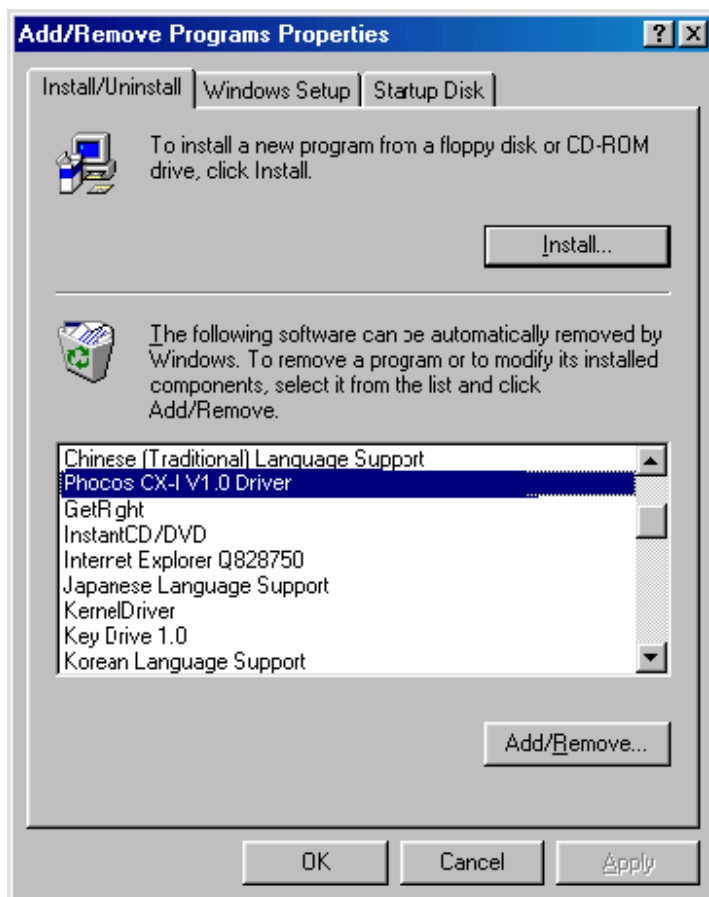 Add/Remove Programs Properties
Install/Uninstall
Windows Setup
Startup Disk
To install a new program from a floppy disk or CD-ROM
drive, click Install.
Install...
The following software can be automatically removed by
Windows. To remove a program or to modify its installed
components, select it from the list and click
Add/Remove.
Chinese (Traditional) Language Support
Phocos CX-I V1.0 Driver
GetRight
InstantCD/DVD
Internet Explorer Q828750
Japanese Language Support
KernelDriver
Key Drive 1.0
Korean Language Support
Add/Remove...
OK
Cancel
Apply